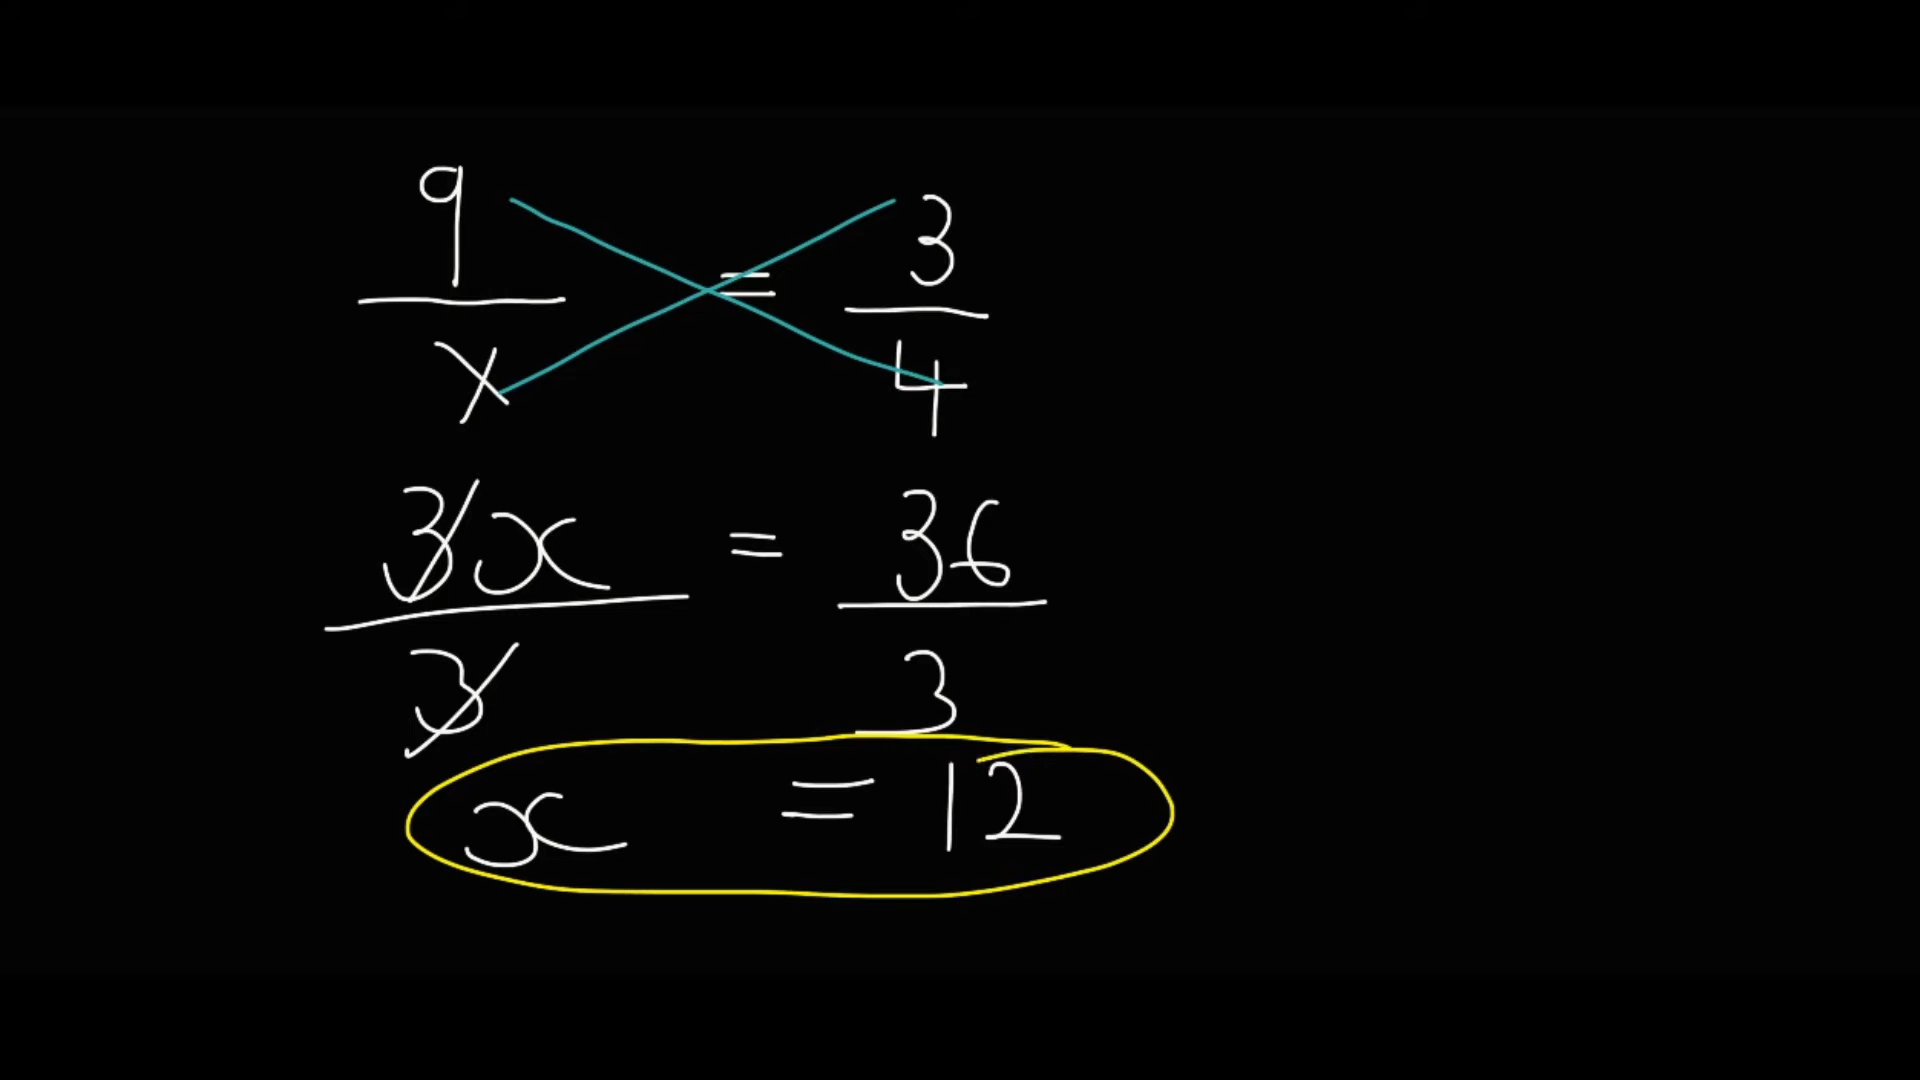 9/x = 3/4
3x/3 = 36/3
x = 12